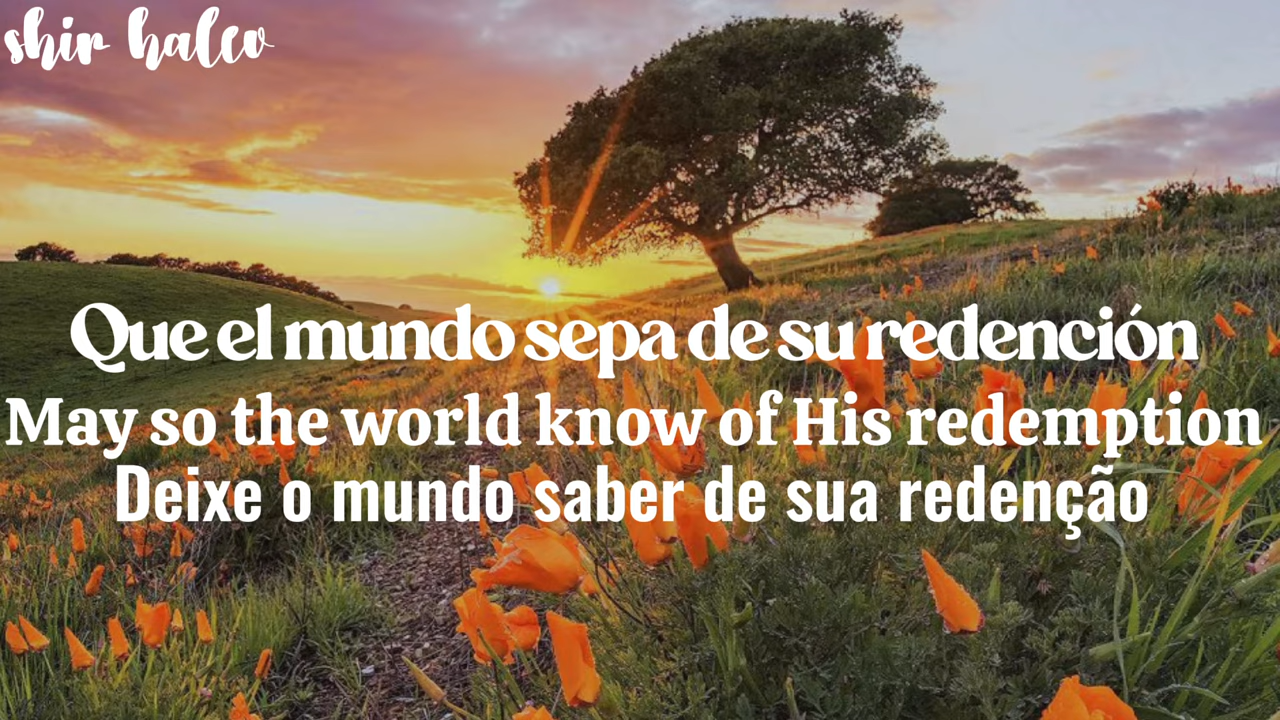 shir halev
Que el mundo sepa de su redención
May so the world know of His redemption
Deixe o mundo saber de sua redenção